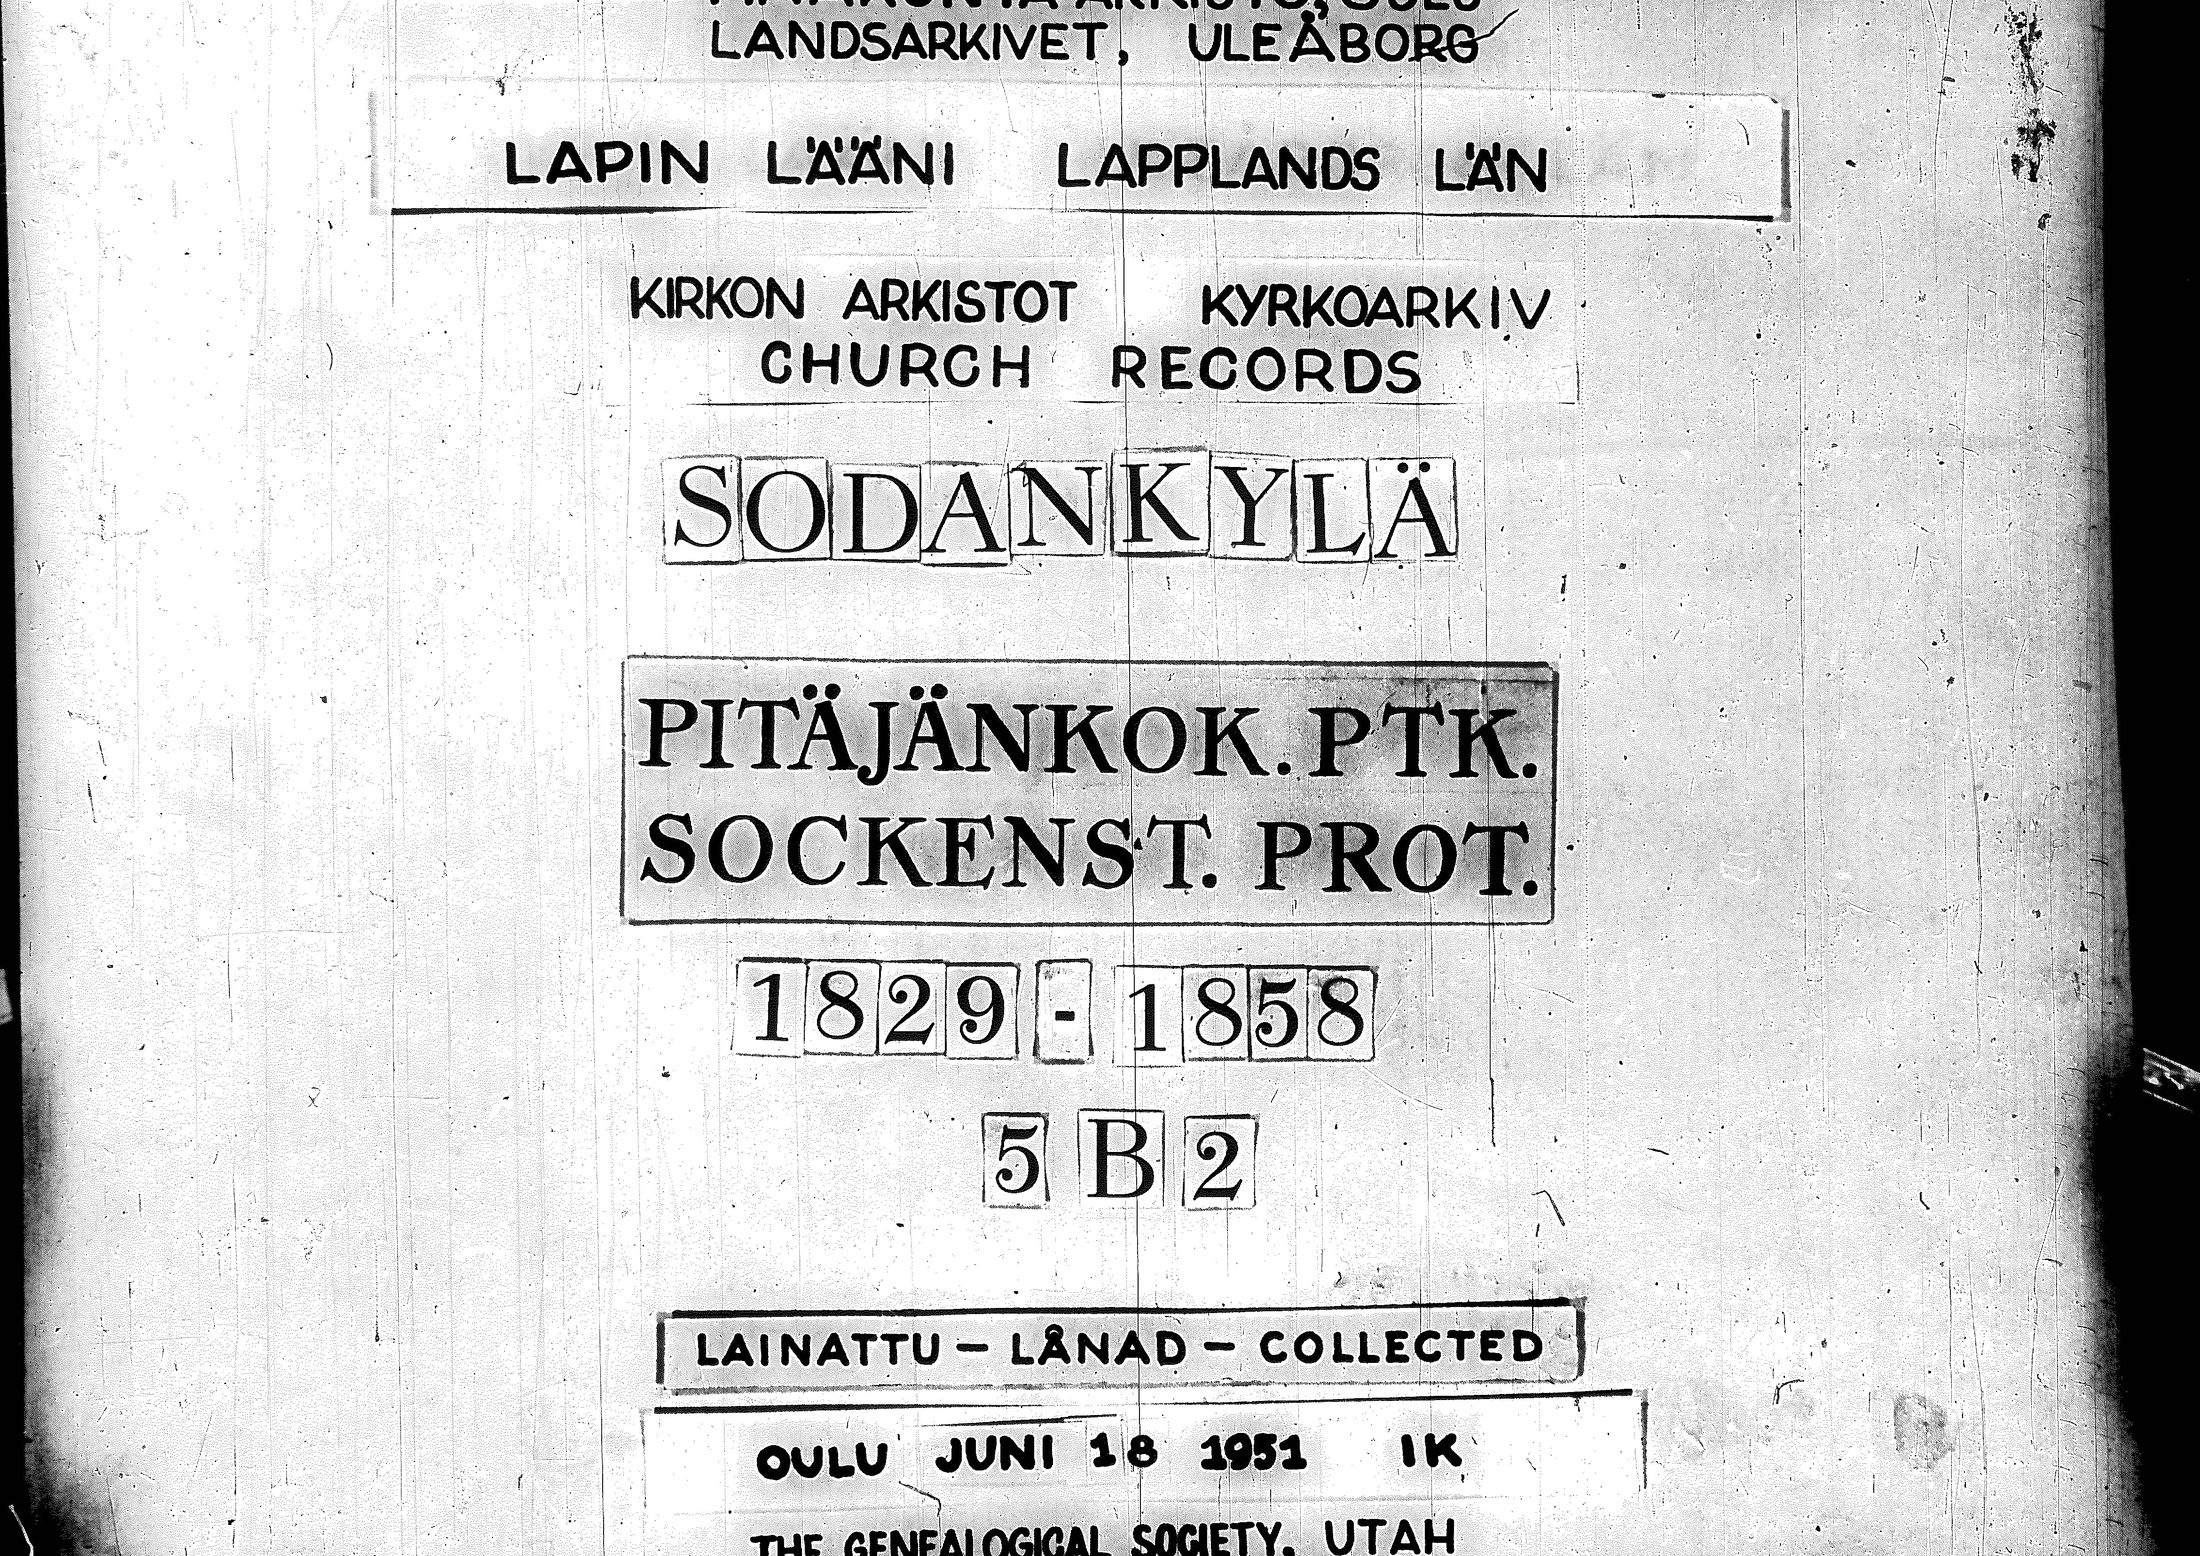 LANDSARKIVET, ULEÅBORG
LAPIN LÄÄNI LAPPLANDS LÄN
KIRKON ARKISTOT KYRKOARKIV
CHURCH RECORDS
SODANKYLÄ
PITÄJÄNKOK. PTK.
SOCKENST. PROT.
1829 - 1858
5 B 2
LAINATTU – LÅNAD – COLLECTED
OULU JUNI 18 1951 IK
THE GENEALOGICAL SOCIETY, UTAH